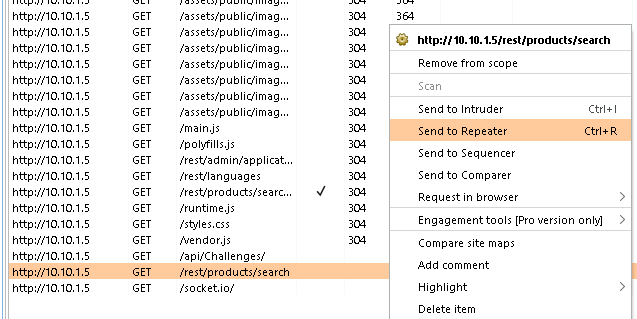 http://10.10.1.5 GET /assets/public/imag... 304 364
http://10.10.1.5 GET /assets/public/imag... 304 364
http://10.10.1.5 GET /assets/public/imag... 304
http://10.10.1.5 GET /assets/public/imag... 304
http://10.10.1.5 GET /assets/public/imag... 304
http://10.10.1.5 GET /assets/public/imag... 304
http://10.10.1.5 GET /assets/public/imag... 304
http://10.10.1.5 GET /assets/public/imag... 304
http://10.10.1.5 GET /main.js 304
http://10.10.1.5 GET /polyfills.js 304
http://10.10.1.5 GET /rest/admin/applicat... 304
http://10.10.1.5 GET /rest/languages 304
http://10.10.1.5 GET /rest/products/searc... ✓ 304
http://10.10.1.5 GET /runtime.js 304
http://10.10.1.5 GET /styles.css 304
http://10.10.1.5 GET /vendor.js 304
http://10.10.1.5 GET /api/Challenges/
http://10.10.1.5 GET /rest/products/search
http://10.10.1.5 GET /socket.io/
http://10.10.1.5/rest/products/search
Remove from scope
Scan
Send to Intruder Ctrl+I
Send to Repeater Ctrl+R
Send to Sequencer
Send to Comparer
Request in browser >
Engagement tools [Pro version only] >
Compare site maps
Add comment
Highlight >
Delete item